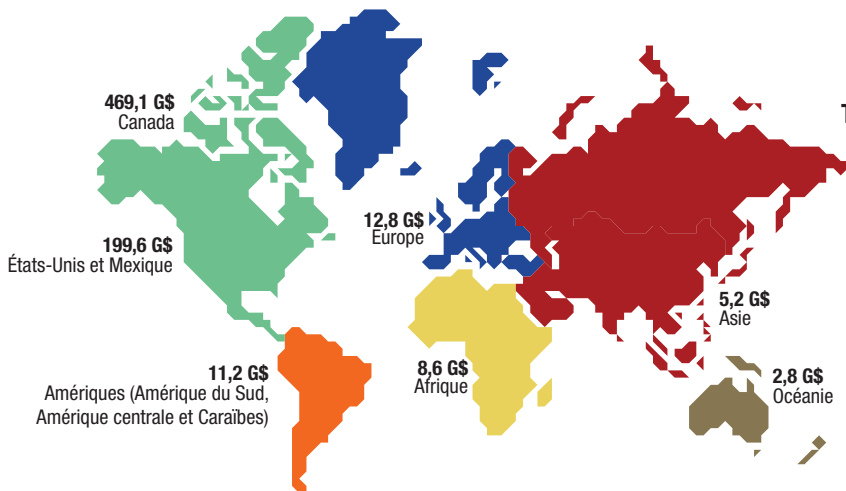 469,1 G$
Canada
199,6 G$
États-Unis et Mexique
12,8 G$
Europe
5,2 G$
Asie
11,2 G$
Amériques (Amérique du Sud,
Amérique centrale et Caraïbes)
8,6 G$
Afrique
2,8 G$
Océanie